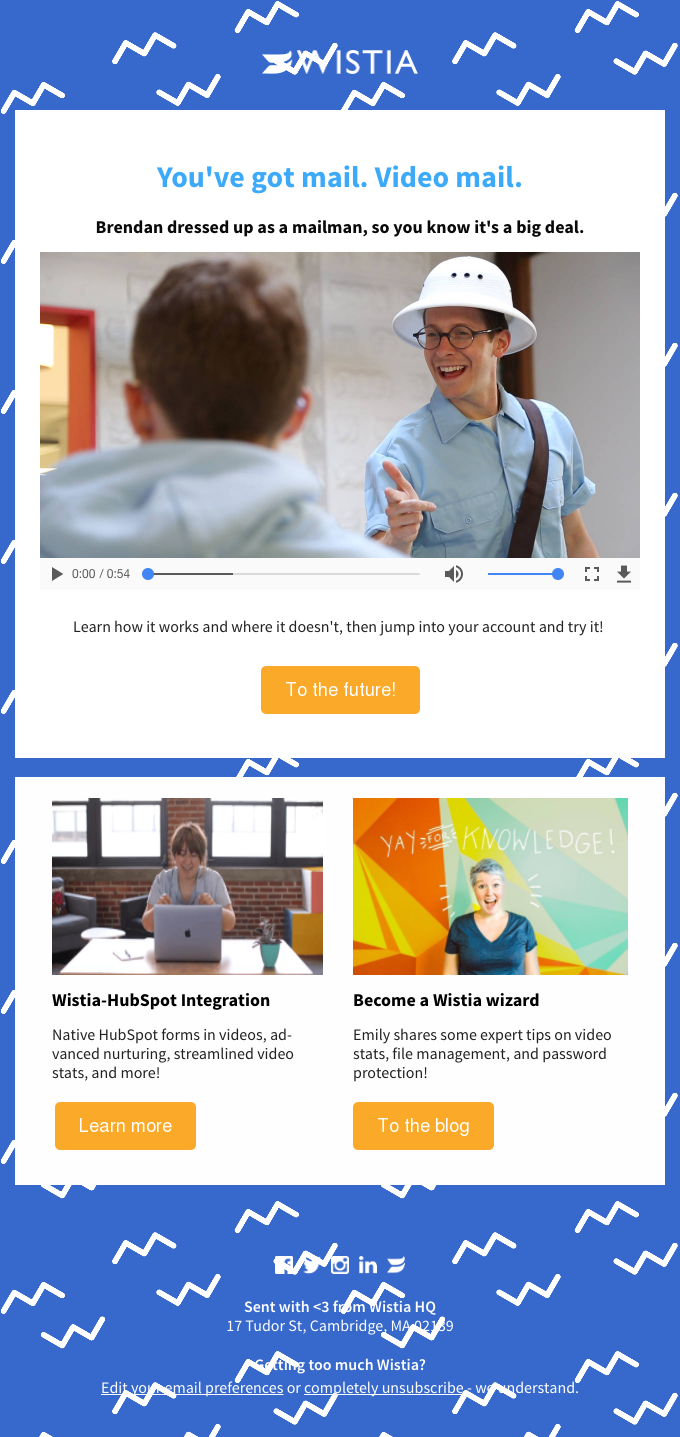 WISTIA
You've got mail. Video mail.
Brendan dressed up as a mailman, so you know it's a big deal.
0:00 / 0:54
Learn how it works and where it doesn't, then jump into your account and try it!
To the future!
YAY FOR KNOWLEDGE!
Wistia-HubSpot Integration
Native HubSpot forms in videos, ad-
vanced nurturing, streamlined video
stats, and more!
Learn more
Become a Wistia wizard
Emily shares some expert tips on video
stats, file management, and password
protection!
To the blog
Sent with <3 from Wistia HQ
17 Tudor St, Cambridge, MA 02139
Getting too much Wistia?
Edit your email preferences or completely unsubscribe - we understand.